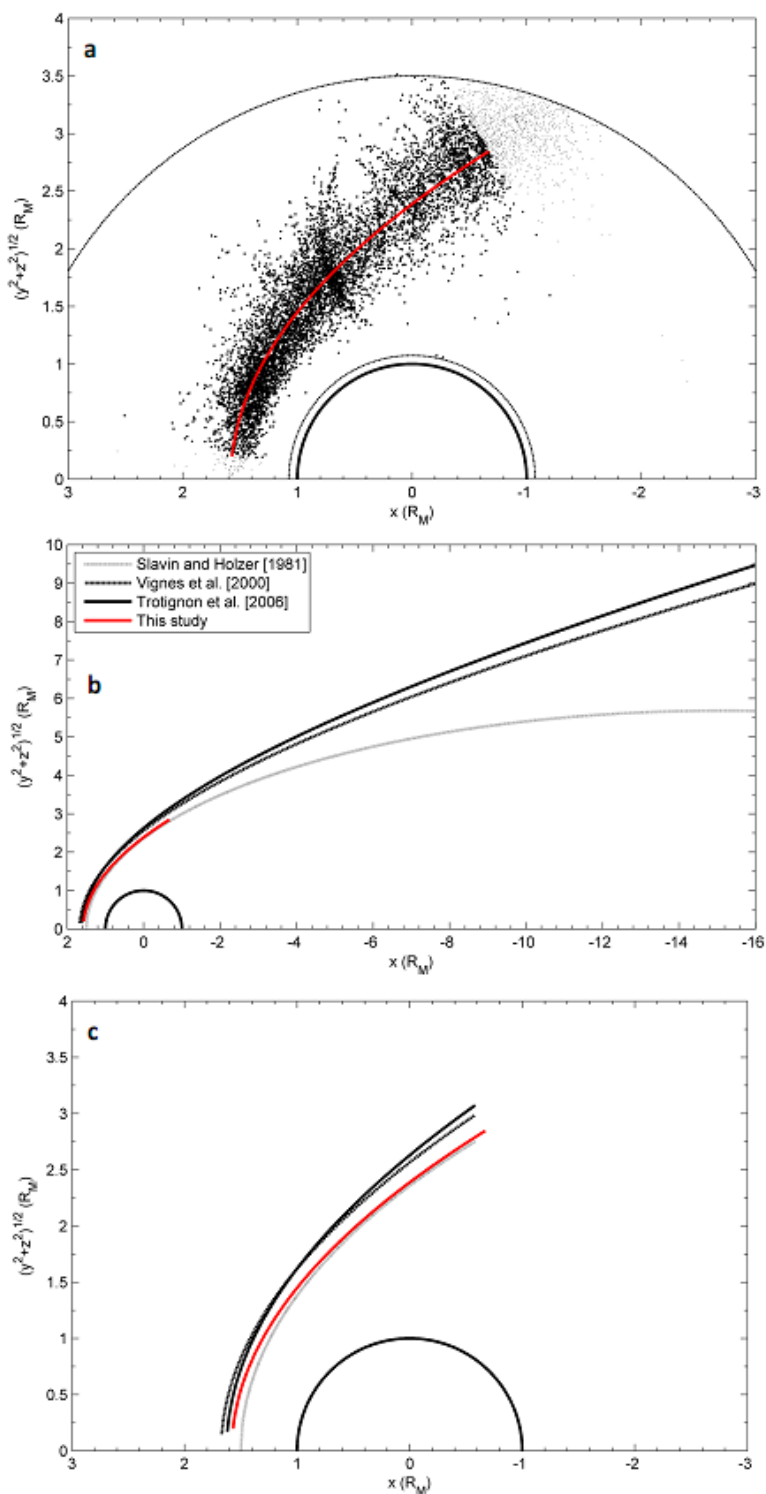 a
4
3.5
3
2.5
2
1.5
1
0.5
0
(y²+z²)^1/2 (R_M)
3 2 1 0 -1 -2 -3
x (R_M)
b
10
9
8
7
6
5
4
3
2
1
0
(y²+z²)^1/2 (R_M)
Slavin and Holzer [1981]
Vignes et al. [2000]
Trotignon et al. [2006]
This study
2 0 -2 -4 -6 -8 -10 -12 -14 -16
x (R_M)
c
4
3.5
3
2.5
2
1.5
1
0.5
0
(y²+z²)^1/2 (R_M)
3 2 1 0 -1 -2 -3
x (R_M)